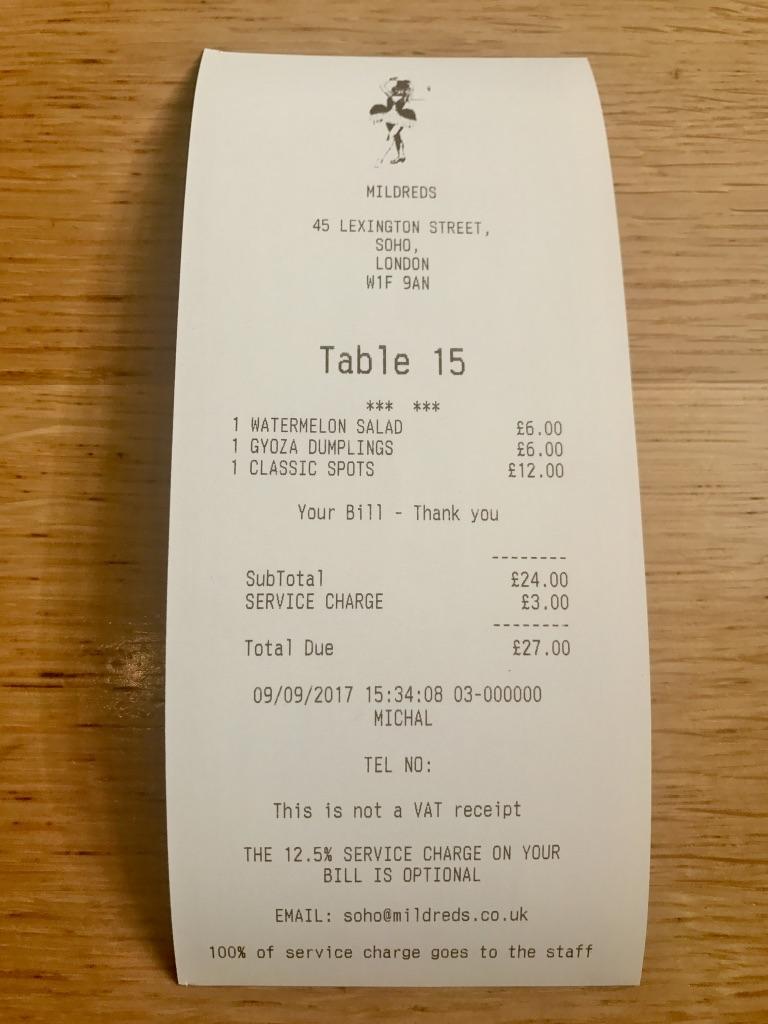 MILDREDS
45 LEXINGTON STREET,
SOHO,
LONDON
W1F 9AN
Table 15
*** ***
1 WATERMELON SALAD £6.00
1 GYOZA DUMPLINGS £6.00
1 CLASSIC SPOTS £12.00
Your Bill - Thank you
--------
SubTotal £24.00
SERVICE CHARGE £3.00
--------
Total Due £27.00
09/09/2017 15:34:08 03-000000
MICHAL
TEL NO:
This is not a VAT receipt
THE 12.5% SERVICE CHARGE ON YOUR
BILL IS OPTIONAL
EMAIL: soho@mildreds.co.uk
100% of service charge goes to the staff